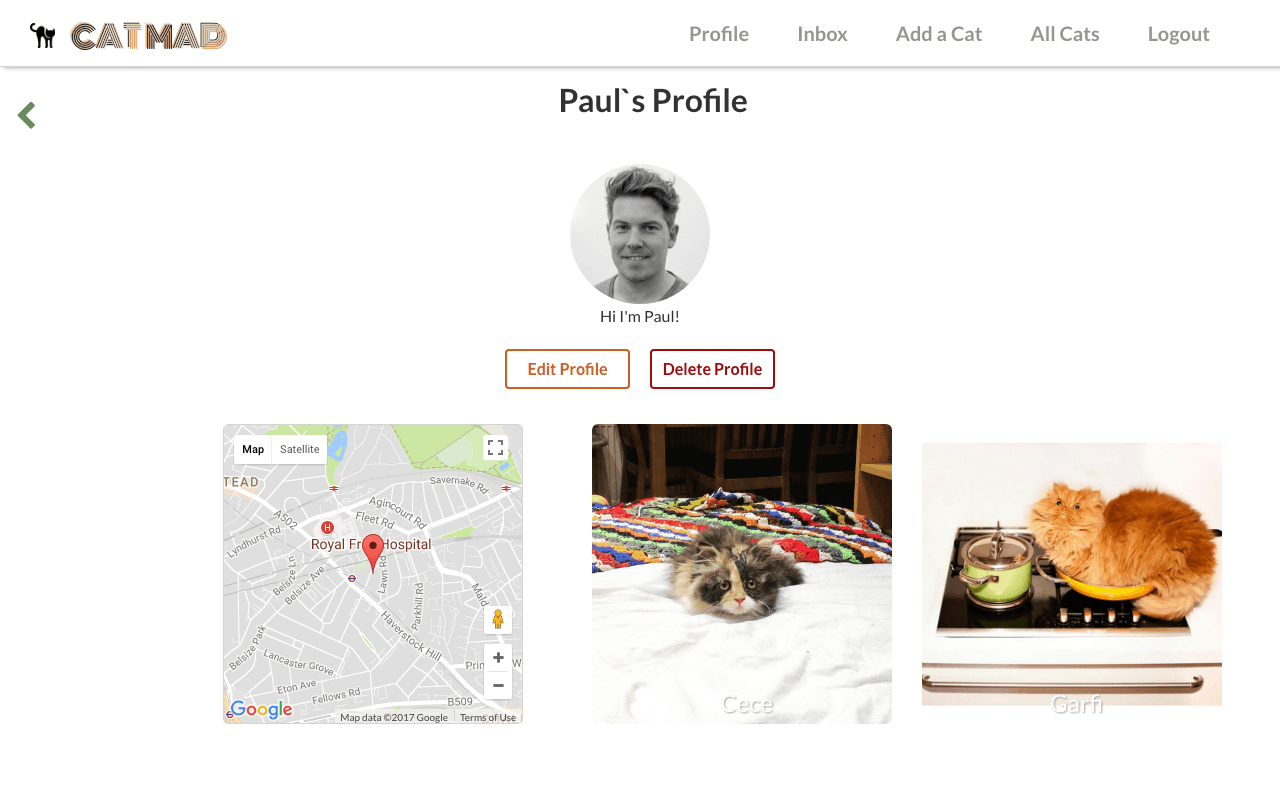 CATMAD
Profile Inbox Add a Cat All Cats Logout
Paul`s Profile
Hi I'm Paul!
Edit Profile Delete Profile
Map Satellite
TEAD
Savernake Rd
A502
Agincourt Rd
Fleet Rd
H
Lyndhurst Rd
Royal Fr Hospital
Belsize Ln
Belsize Ave
Lawn Rd
Parkhill Rd
Maid
Haverstock Hill
Belsize Park
Lancaster Grove
Prin W
Eton Ave
Fellows Rd
B509
Google
Map data ©2017 Google Terms of Use
Cece
Garfi